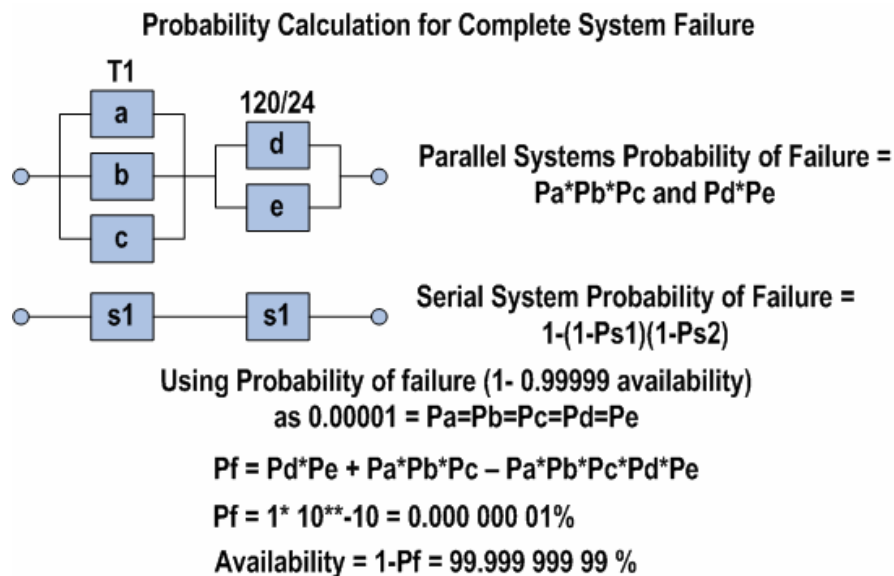 Probability Calculation for Complete System Failure
T1
a
b
c
120/24
d
e
Parallel Systems Probability of Failure =
Pa*Pb*Pc and Pd*Pe
s1
s1
Serial System Probability of Failure =
1-(1-Ps1)(1-Ps2)
Using Probability of failure (1- 0.99999 availability)
as 0.00001 = Pa=Pb=Pc=Pd=Pe
Pf = Pd*Pe + Pa*Pb*Pc – Pa*Pb*Pc*Pd*Pe
Pf = 1* 10**-10 = 0.000 000 01%
Availability = 1-Pf = 99.999 999 99 %